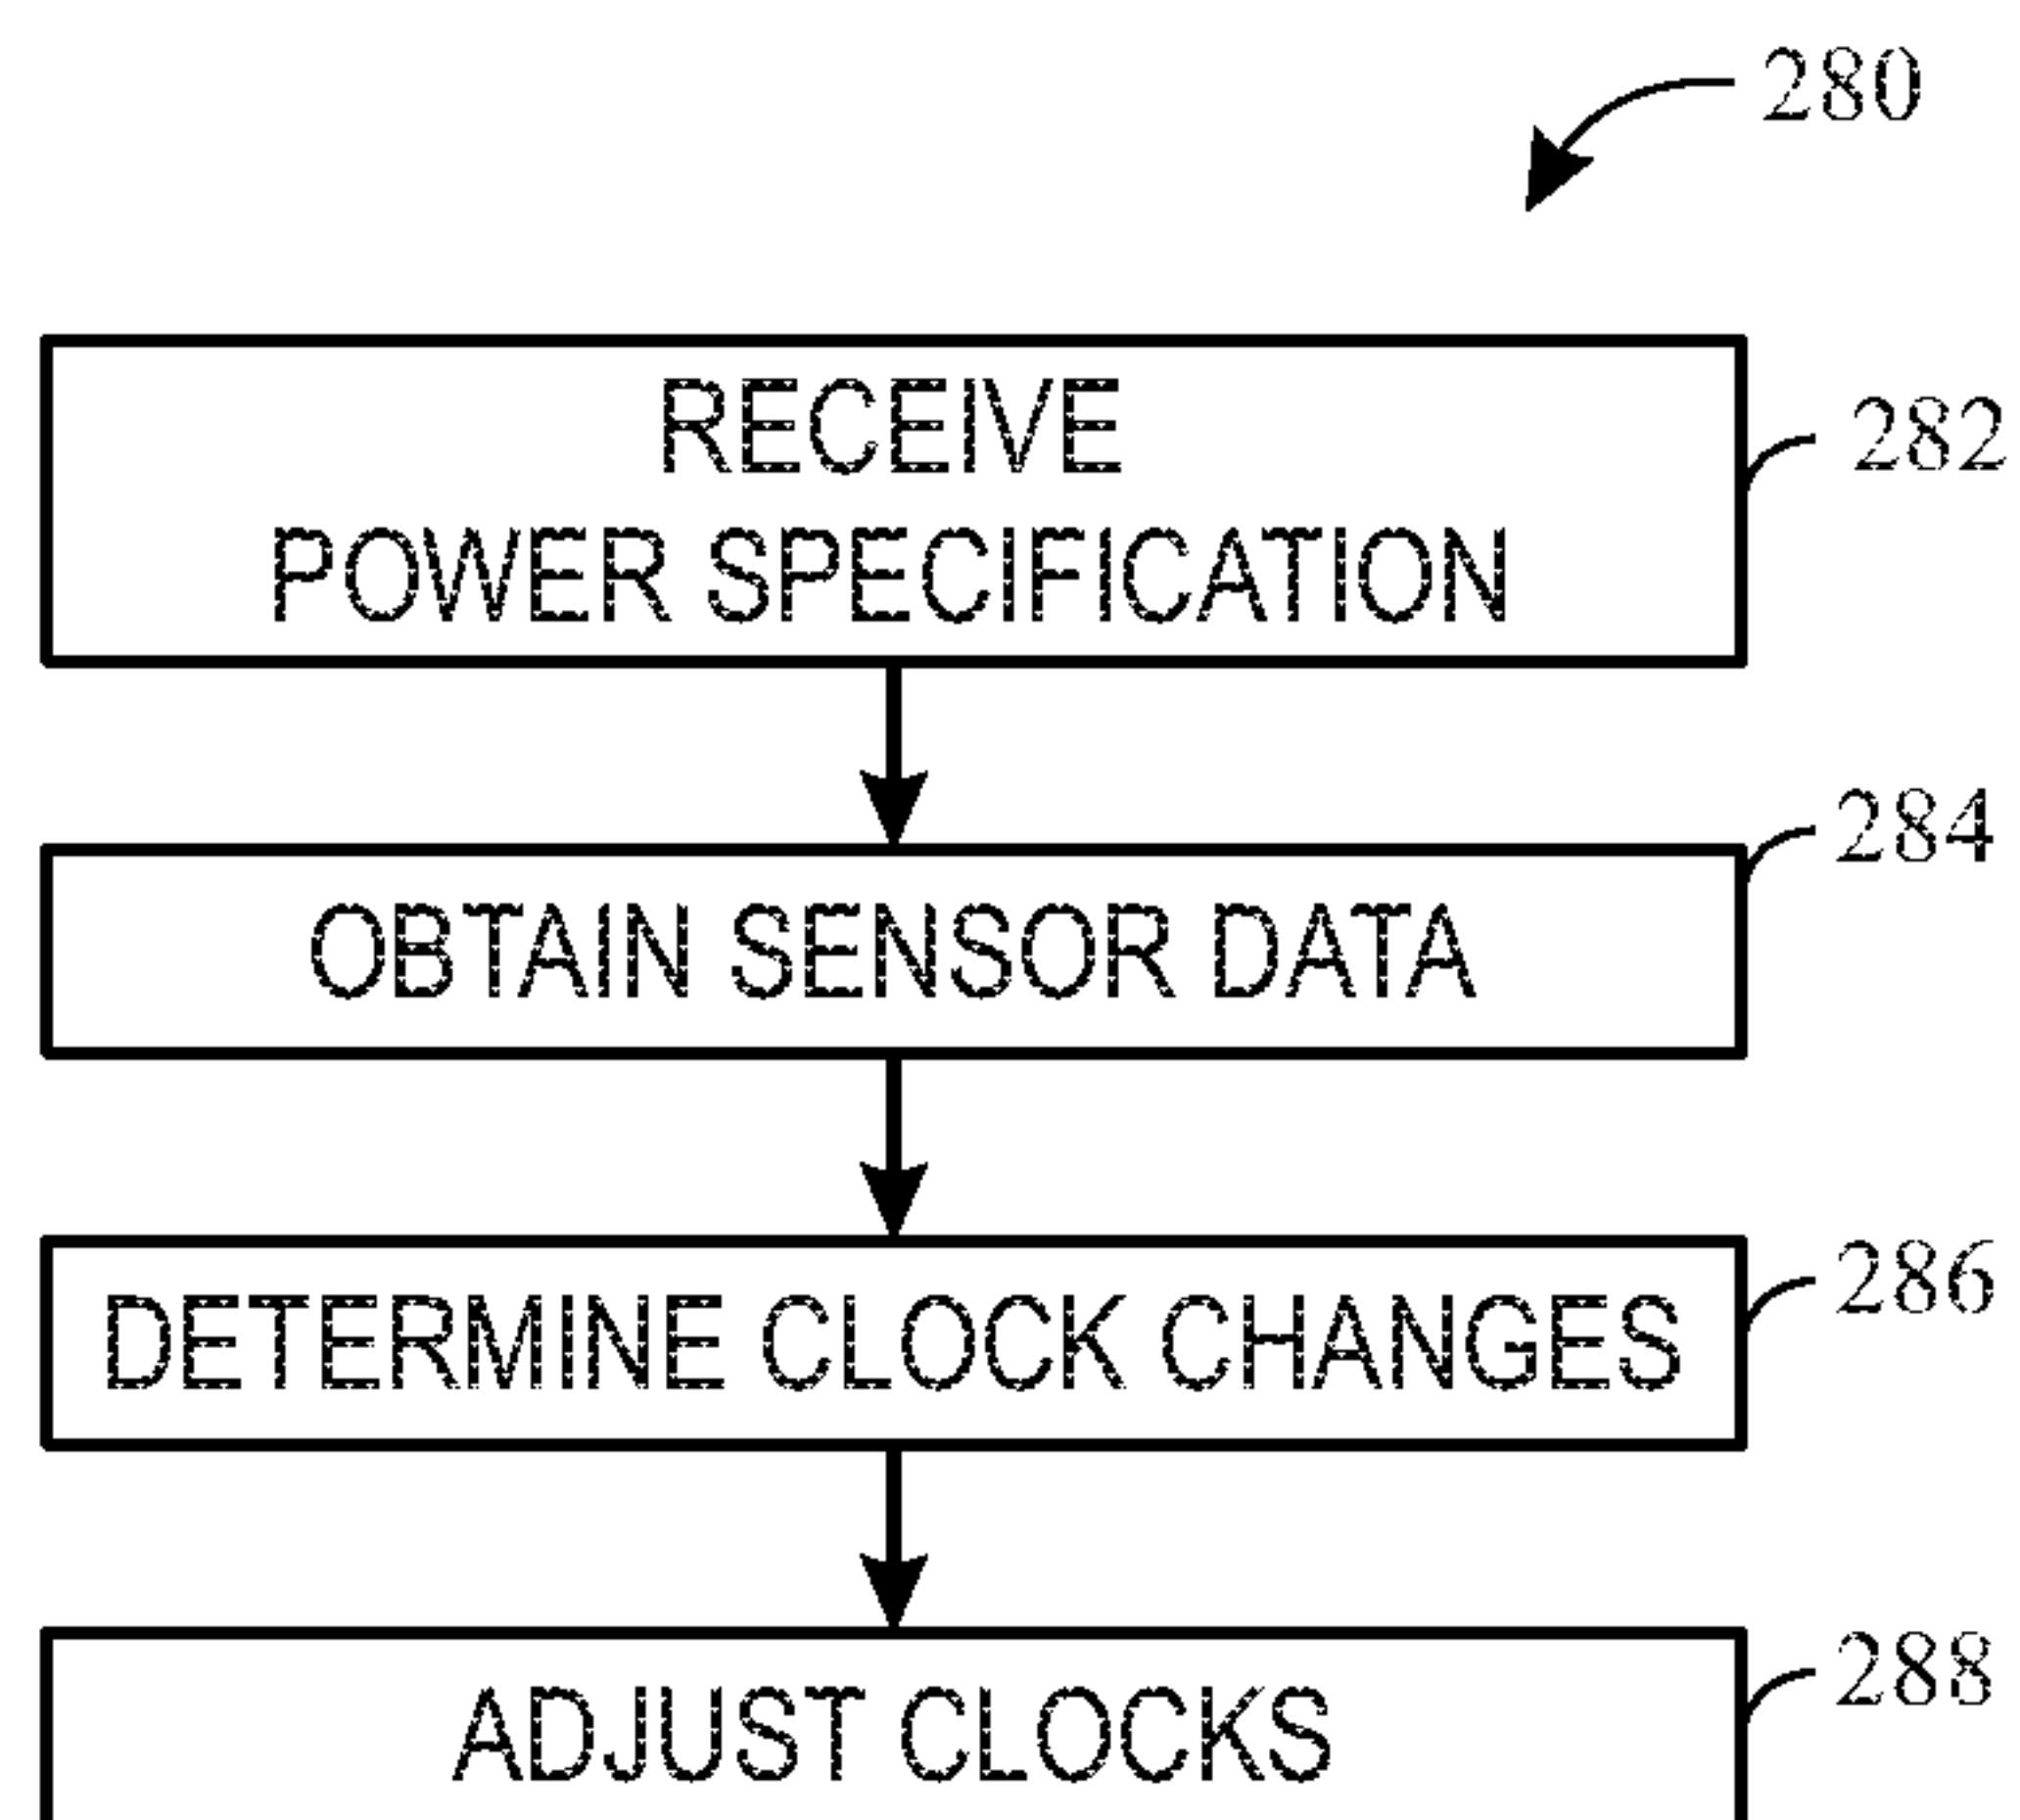 280
RECEIVE
POWER SPECIFICATION
282
OBTAIN SENSOR DATA
284
DETERMINE CLOCK CHANGES
286
ADJUST CLOCKS
288